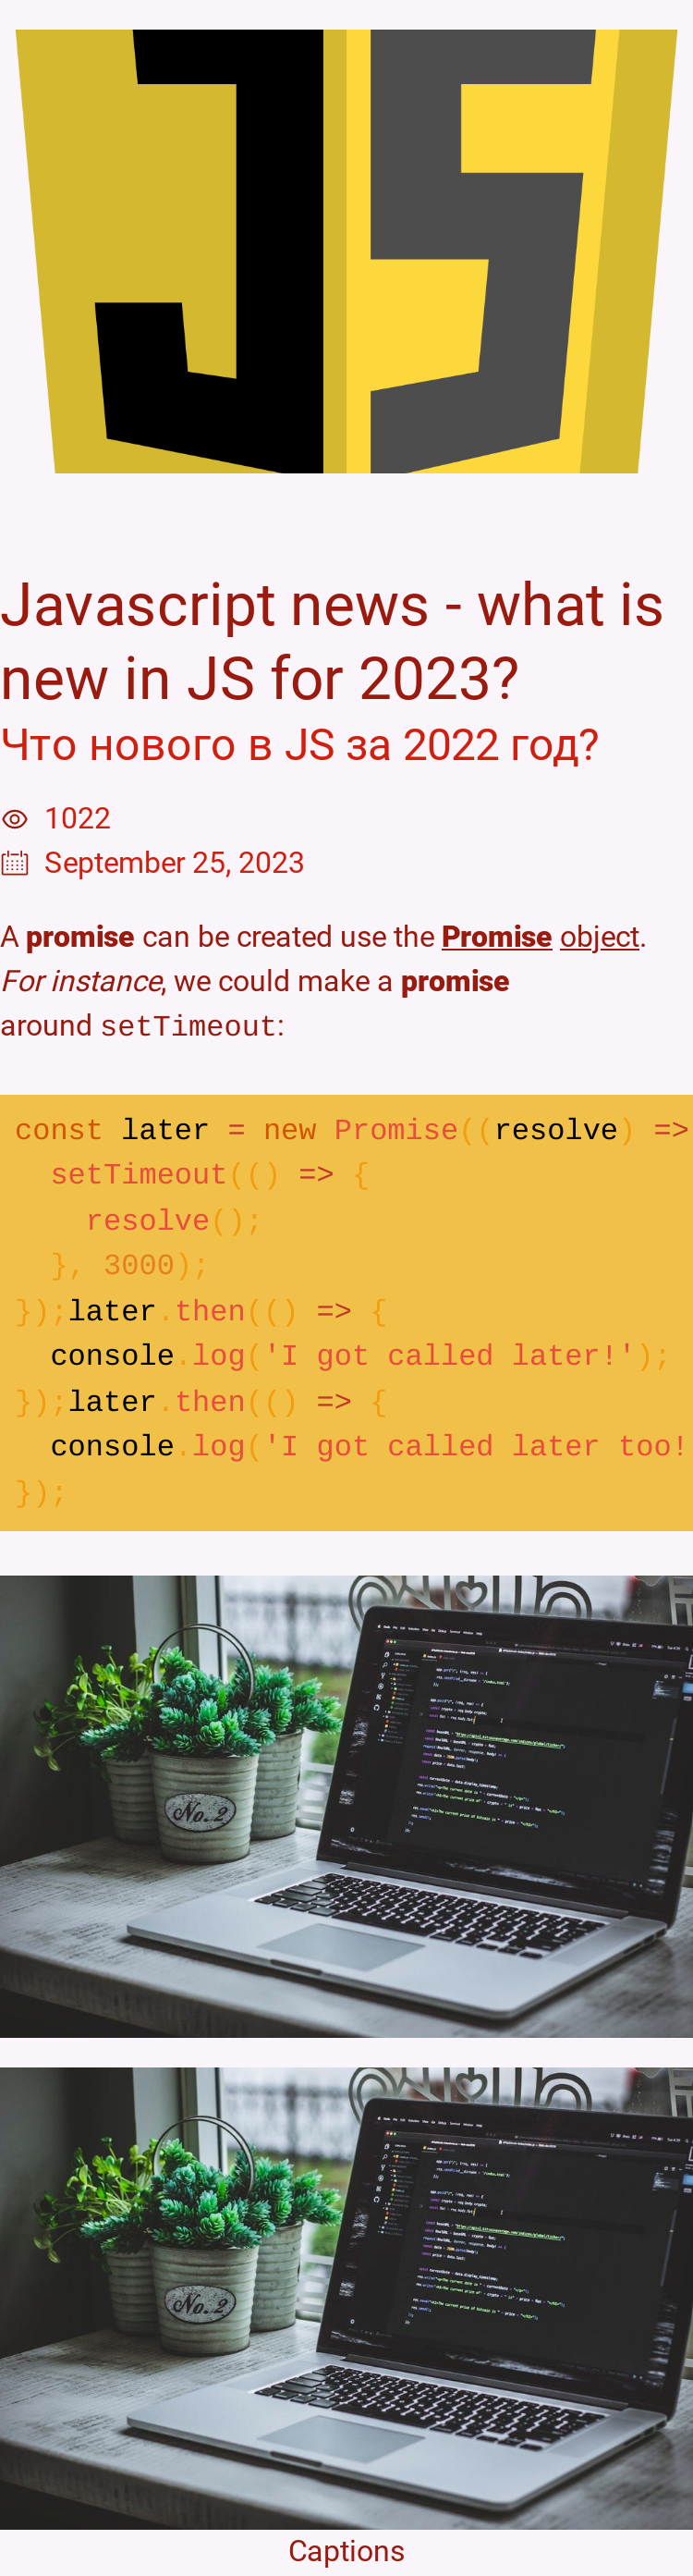 JS
Javascript news - what is
new in JS for 2023?
Что нового в JS за 2022 год?
1022
September 25, 2023
A promise can be created use the Promise object.
For instance, we could make a promise
around setTimeout:
const later = new Promise((resolve) =>
  setTimeout(() => {
    resolve();
  }, 3000);
});later.then(() => {
  console.log('I got called later!');
});later.then(() => {
  console.log('I got called later too!
});
No. 2
No. 2
Captions